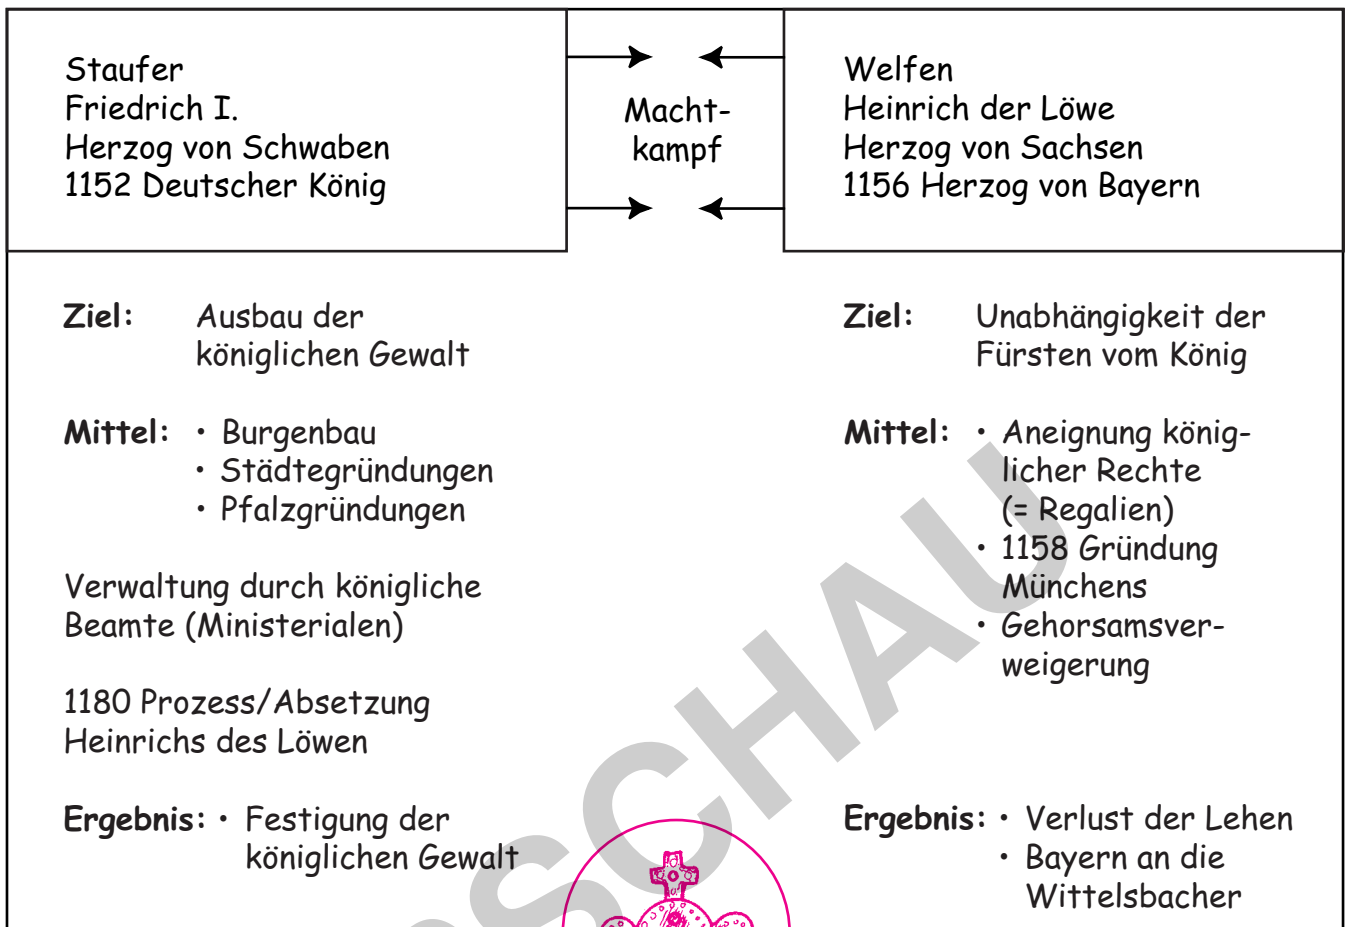 Staufer
Friedrich I.
Herzog von Schwaben
1152 Deutscher König
Macht-
kampf
Welfen
Heinrich der Löwe
Herzog von Sachsen
1156 Herzog von Bayern
Ziel: Ausbau der
königlichen Gewalt
Mittel: • Burgenbau
• Städtegründungen
• Pfalzgründungen
Verwaltung durch königliche
Beamte (Ministerialen)
1180 Prozess/Absetzung
Heinrichs des Löwen
Ergebnis: • Festigung der
königlichen Gewalt
Ziel: Unabhängigkeit der
Fürsten vom König
Mittel: • Aneignung könig-
licher Rechte
(= Regalien)
• 1158 Gründung
Münchens
• Gehorsamsver-
weigerung
Ergebnis: • Verlust der Lehen
• Bayern an die
Wittelsbacher
SCHAU